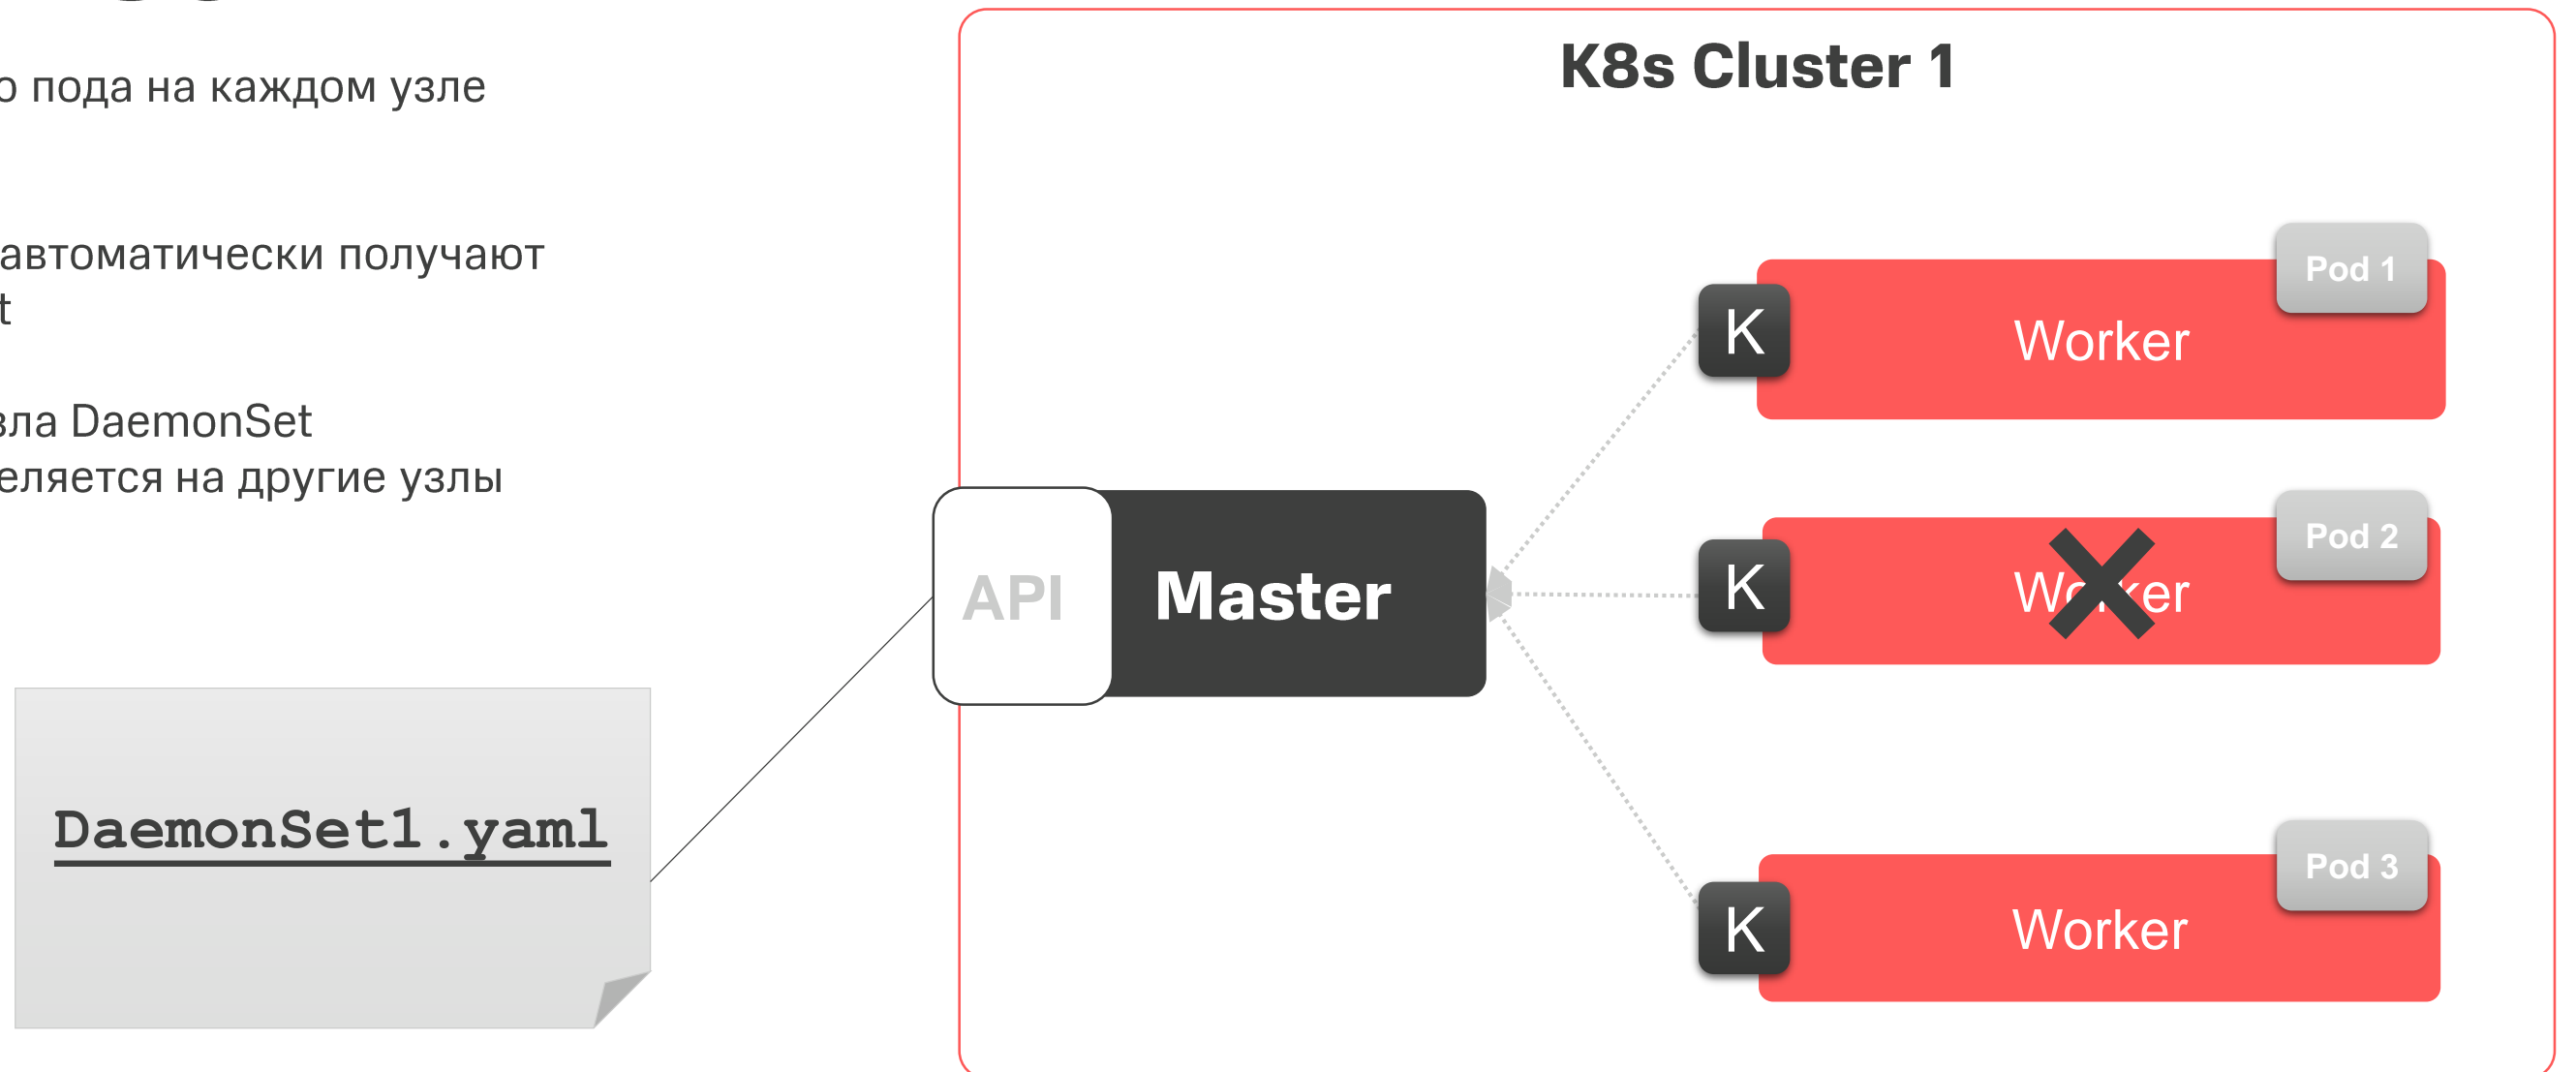 о пода на каждом узле
автоматически получают
t
зла DaemonSet
еляется на другие узлы
DaemonSet1.yaml
K8s Cluster 1
API
Master
K
Worker
Pod 1
K
Worker
Pod 2
K
Worker
Pod 3